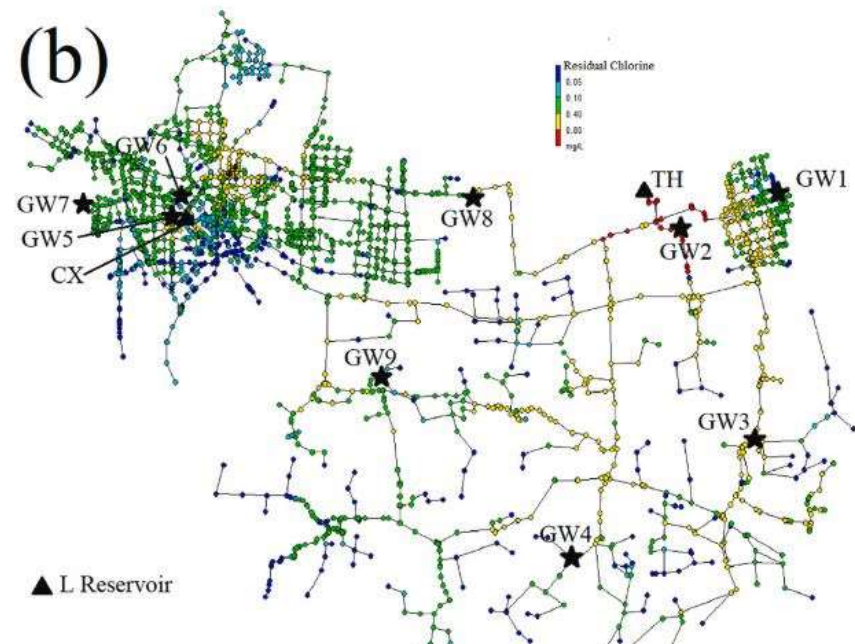 (b)
Residual Chlorine
0.05
0.10
0.40
0.80
mg/L
GW6
GW7
GW5
CX
GW8
TH
GW2
GW1
GW9
GW3
GW4
L Reservoir